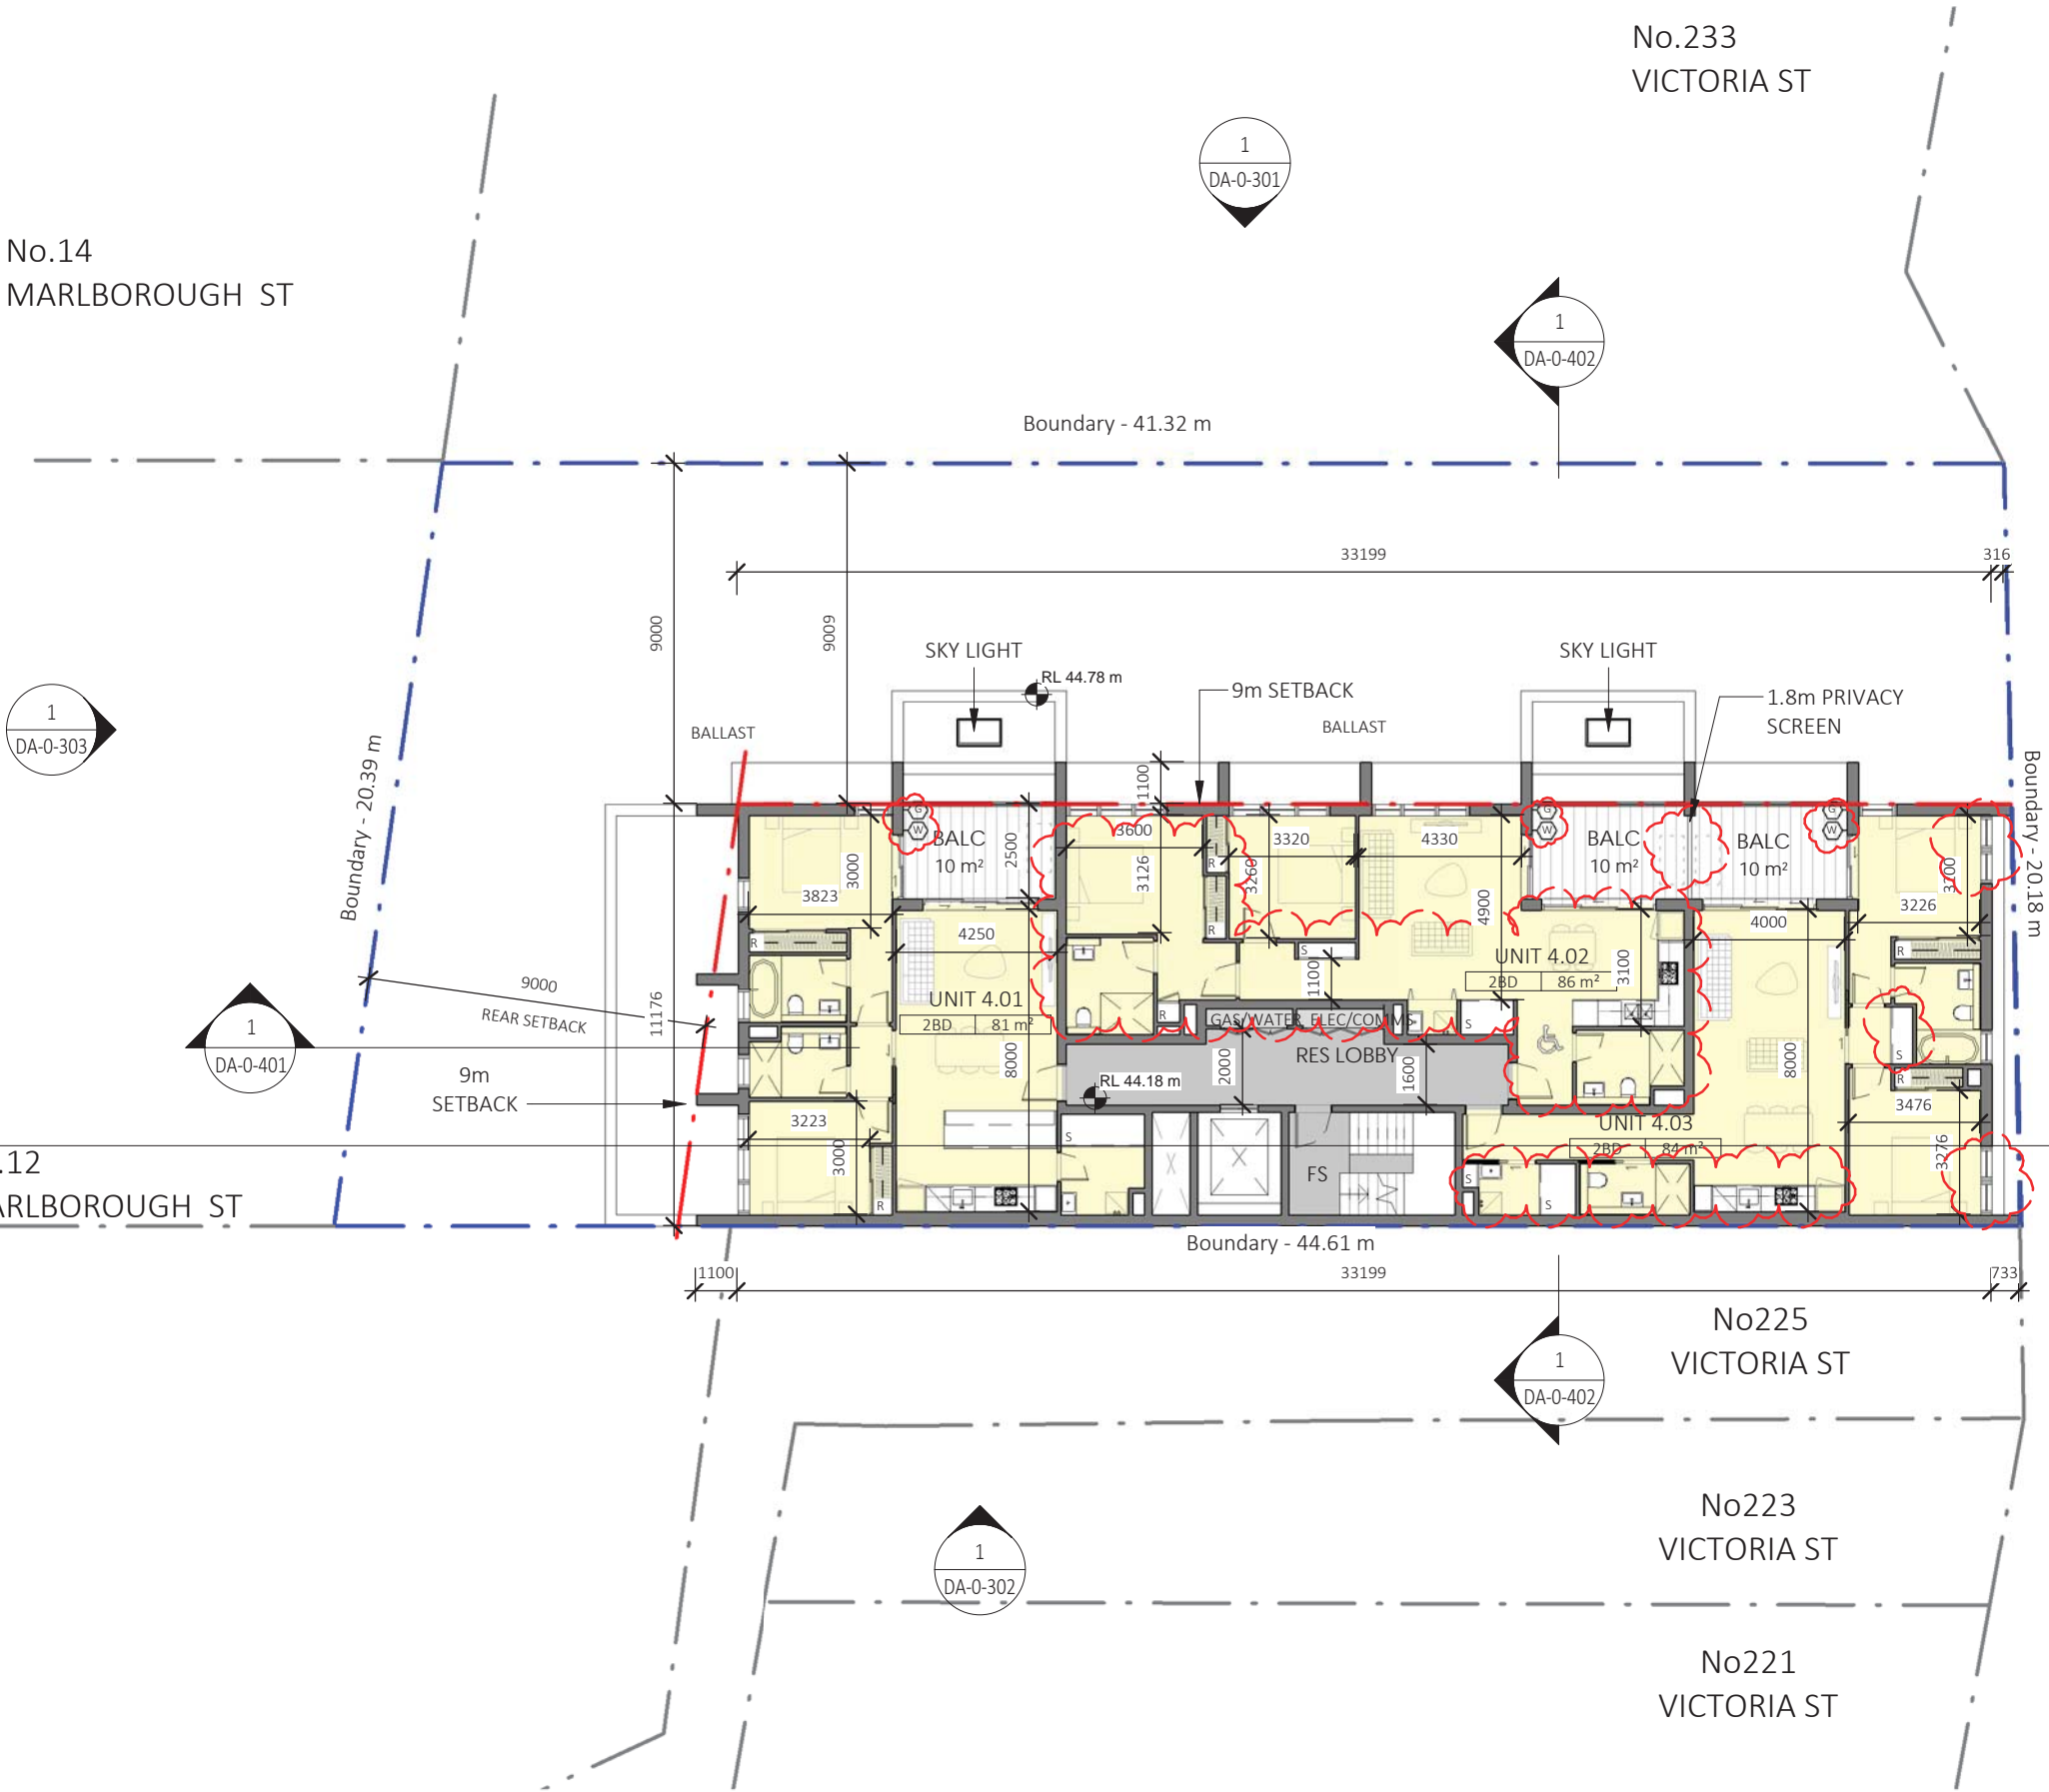 No.233
VICTORIA ST
1
DA-0-301
No.14
MARLBOROUGH ST
1
DA-0-402
Boundary - 41.32 m
33199
316
9000
9009
SKY LIGHT
SKY LIGHT
RL 44.78 m
9m SETBACK
1.8m PRIVACY
SCREEN
1
DA-0-303
BALLAST
BALLAST
Boundary - 20.39 m
Boundary - 20.18 m
1100
G
W
BALC
10 m²
2500
3600
3126
R
R
3320
3260
4330
4900
G
W
BALC
10 m²
BALC
10 m²
G
W
3200
3226
3823
3000
R
4250
4000
R
S
1100
UNIT 4.02
2BD 86 m²
3100
9000
REAR SETBACK
11176
UNIT 4.01
2BD 81 m²
R
GAS/WATER ELEC/COMMS
S
1
DA-0-401
8000
2000
RES LOBBY
1600
8000
S
R
9m
SETBACK
RL 44.18 m
3223
3000
R
S
FS
UNIT 4.03
2BD 84 m²
3476
3276
S
S
.12
ARLBOROUGH ST
Boundary - 44.61 m
1100
33199
733
No225
VICTORIA ST
1
DA-0-402
No223
VICTORIA ST
1
DA-0-302
No221
VICTORIA ST